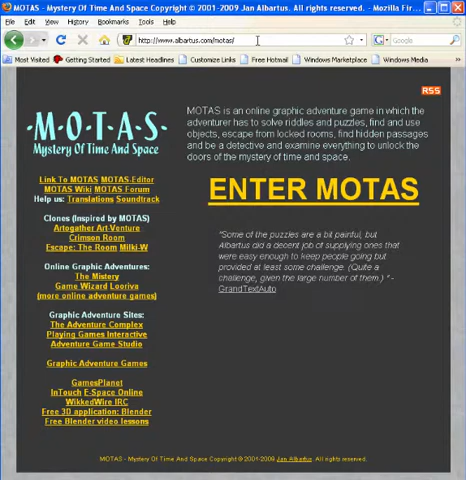 MOTAS - Mystery Of Time And Space Copyright © 2001-2009 Jan Albartus. All rights reserved. - Mozilla Fir...
File Edit View History Bookmarks Tools Help
http://www.albartus.com/motas/
Google
Most Visited Getting Started Latest Headlines Customize Links Free Hotmail Windows Marketplace Windows Media
RSS
·M·O·T·A·S·
Mystery Of Time And Space
MOTAS is an online graphic adventure game in which the
adventurer has to solve riddles and puzzles, find and use
objects, escape from locked rooms, find hidden passages
and be a detective and examine everything to unlock the
doors of the mystery of time and space.
ENTER MOTAS
"Some of the puzzles are a bit painful, but
Albartus did a decent job of supplying ones that
were easy enough to keep people going but
provided at least some challenge. (Quite a
challenge, given the large number of them.) " -
GrandTextAuto
Link To MOTAS MOTAS-Editor
MOTAS Wiki MOTAS Forum
Help us: Translations Soundtrack
Clones (Inspired by MOTAS)
Artogather Art-Venture
Crimson Room
Escape: The Room Milki-W
Online Graphic Adventures:
The Mistery
Game Wizard Looriva
(more online adventure games)
Graphic Adventure Sites:
The Adventure Complex
Playing Games Interactive
Adventure Game Studio
Graphic Adventure Games
GamesPlanet
InTouch E-Space Online
WikkedWire IRC
Free 3D application: Blender
Free Blender video lessons
MOTAS - Mystery Of Time And Space Copyright © 2001-2009 Jan Albartus. All rights reserved.